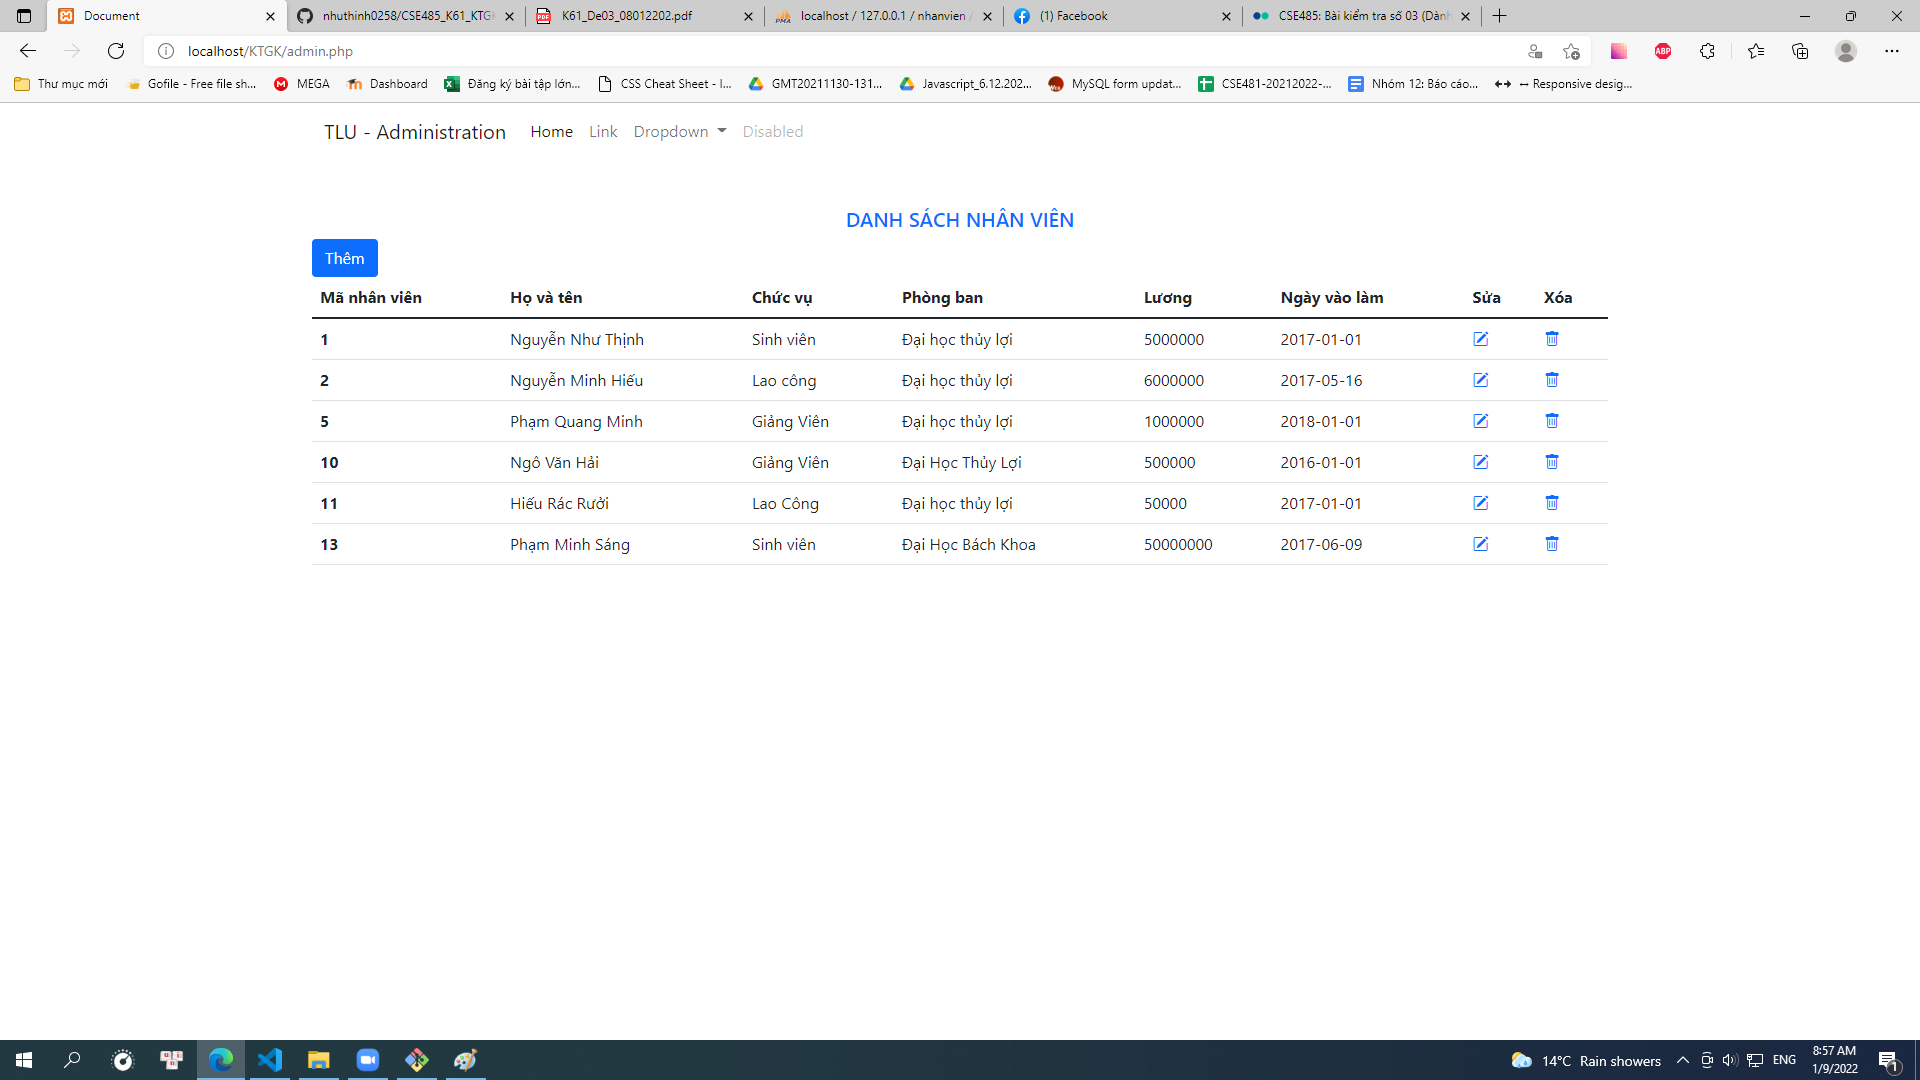 Document
nhuthinh0258/CSE485_K61_KTGK
K61_De03_08012202.pdf
localhost / 127.0.0.1 / nhanvien /
(1) Facebook
CSE485: Bài kiểm tra số 03 (Dành
localhost/KTGK/admin.php
ABP
Thư mục mới
Gofile - Free file sh...
MEGA
Dashboard
Đăng ký bài tập lớn...
CSS Cheat Sheet - I...
GMT20211130-131...
Javascript_6.12.202...
MySQL form updat...
CSE481-20212022-...
Nhóm 12: Báo cáo...
↔ Responsive desig...
TLU - Administration Home Link Dropdown Disabled
DANH SÁCH NHÂN VIÊN
Thêm
Mã nhân viên Họ và tên Chức vụ Phòng ban Lương Ngày vào làm Sửa Xóa
1 Nguyễn Như Thịnh Sinh viên Đại học thủy lợi 5000000 2017-01-01
2 Nguyễn Minh Hiếu Lao công Đại học thủy lợi 6000000 2017-05-16
5 Phạm Quang Minh Giảng Viên Đại học thủy lợi 1000000 2018-01-01
10 Ngô Văn Hải Giảng Viên Đại Học Thủy Lợi 500000 2016-01-01
11 Hiếu Rác Rưởi Lao Công Đại học thủy lợi 50000 2017-01-01
13 Phạm Minh Sáng Sinh viên Đại Học Bách Khoa 50000000 2017-06-09
14°C Rain showers
ENG
8:57 AM
1/9/2022
1